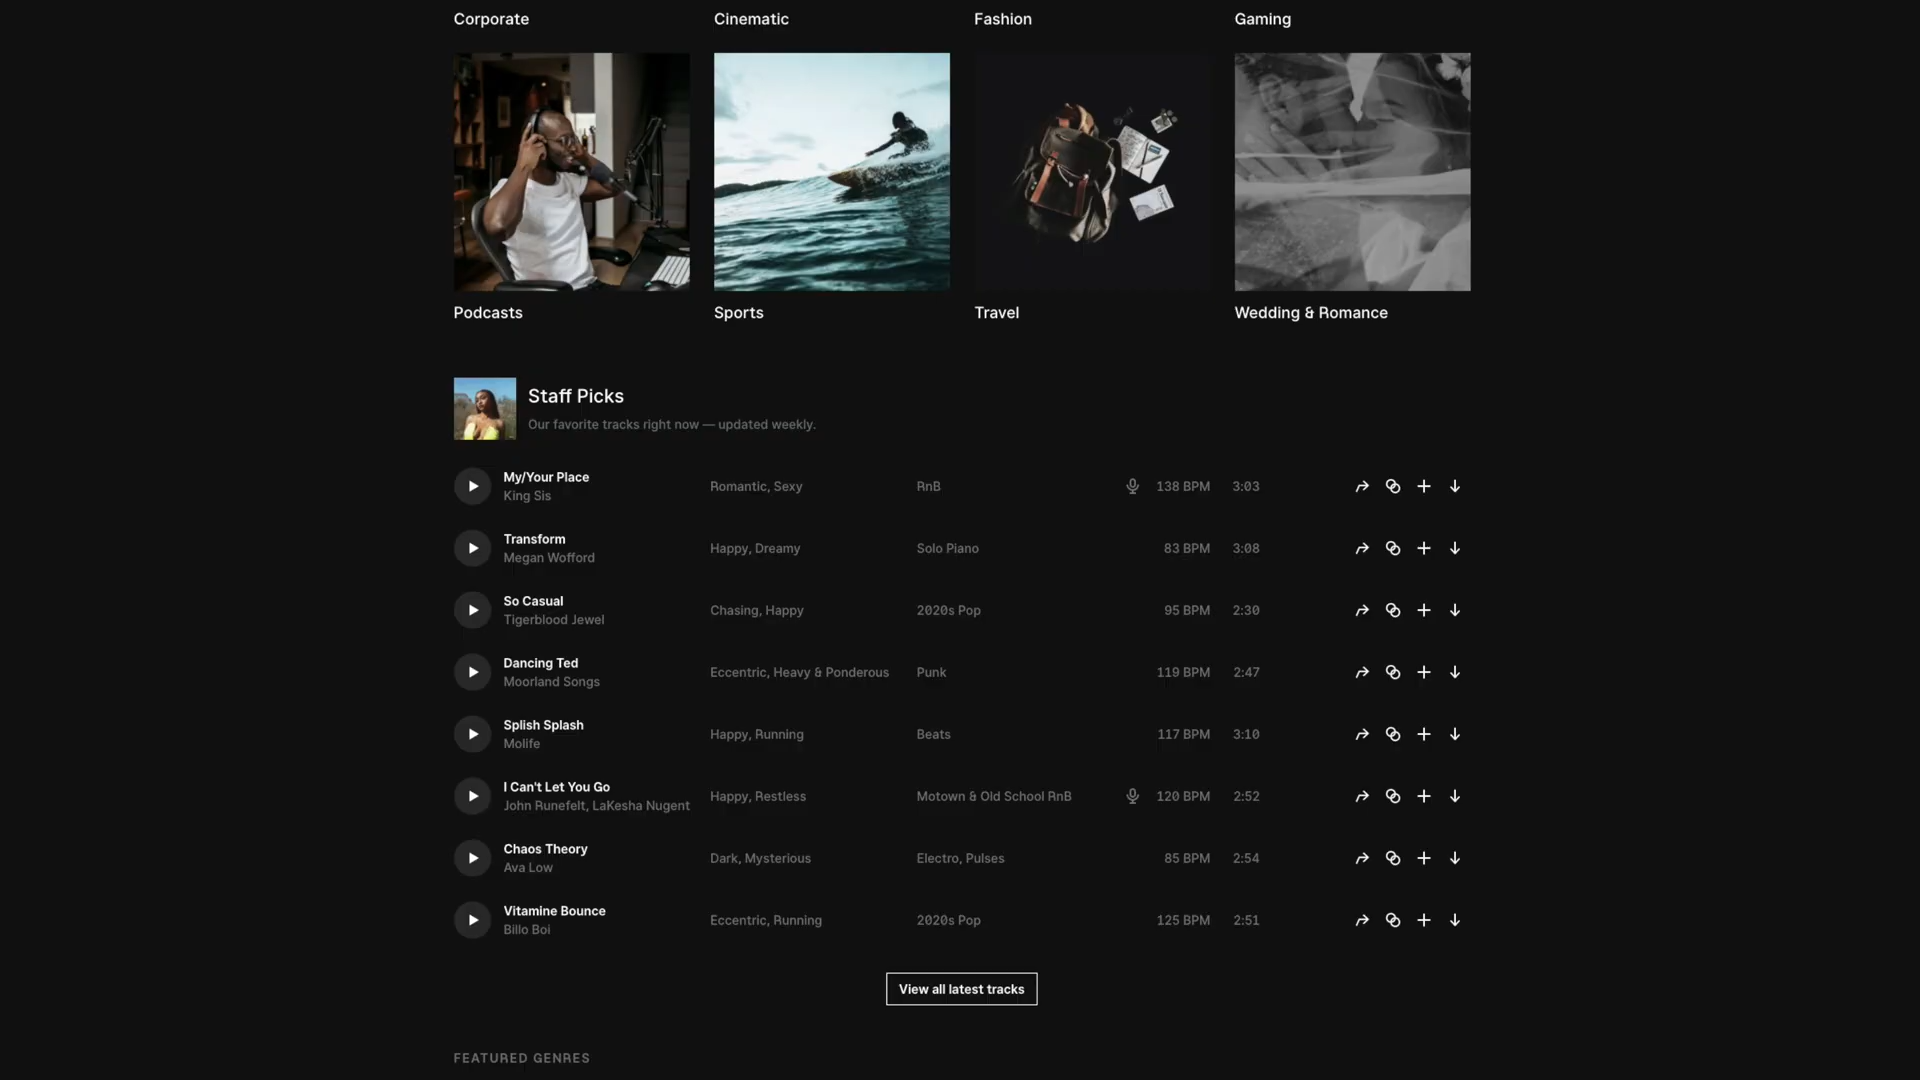 Corporate
Cinematic
Fashion
Gaming
Podcasts
Sports
Travel
Wedding & Romance
Staff Picks
Our favorite tracks right now — updated weekly.
My/Your Place
King Sis
Romantic, Sexy
RnB
138 BPM
3:03
Transform
Megan Wofford
Happy, Dreamy
Solo Piano
83 BPM
3:08
So Casual
Tigerblood Jewel
Chasing, Happy
2020s Pop
95 BPM
2:30
Dancing Ted
Moorland Songs
Eccentric, Heavy & Ponderous
Punk
119 BPM
2:47
Splish Splash
Molife
Happy, Running
Beats
117 BPM
3:10
I Can't Let You Go
John Runefelt, LaKesha Nugent
Happy, Restless
Motown & Old School RnB
120 BPM
2:52
Chaos Theory
Ava Low
Dark, Mysterious
Electro, Pulses
85 BPM
2:54
Vitamine Bounce
Billo Boi
Eccentric, Running
2020s Pop
125 BPM
2:51
View all latest tracks
FEATURED GENRES